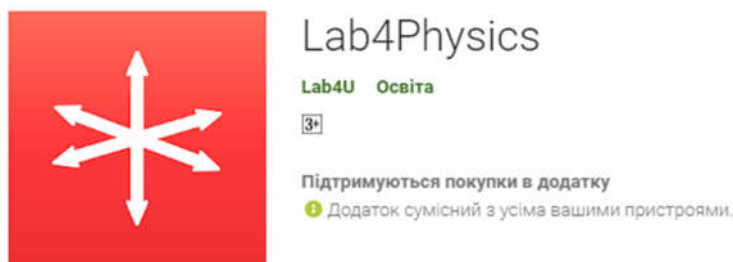 Lab4Physics
Lab4U Освіта
3+
Підтримуються покупки в додатку
Додаток сумісний з усіма вашими пристроями.